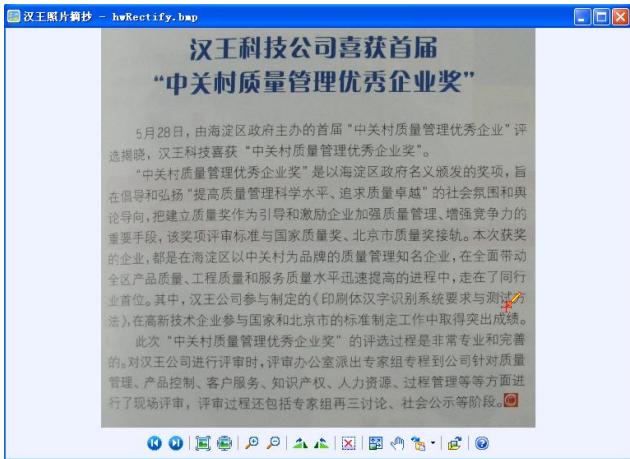 汉王照片摘抄 - hwRectify.bmp
汉王科技公司喜获首届
“中关村质量管理优秀企业奖”
5月28日，由海淀区政府主办的首届“中关村质量管理优秀企业”评
选揭晓，汉王科技喜获“中关村质量管理优秀企业奖”。
“中关村质量管理优秀企业奖”是以海淀区政府名义颁发的奖项，旨
在倡导和弘扬“提高质量管理科学水平、追求质量卓越”的社会氛围和舆
论导向，把建立质量奖作为引导和激励企业加强质量管理、增强竞争力的
重要手段，该奖项评审标准与国家质量奖、北京市质量奖接轨。本次获奖
的企业，都是在海淀区以中关村为品牌的质量管理知名企业，在全面带动
全区产品质量、工程质量和服务质量水平迅速提高的进程中，走在了同行
业首位。其中，汉王公司参与制定的《印刷体汉字识别系统要求与测试方
法》，在高新技术企业参与国家和北京市的标准制定工作中取得突出成绩。
此次“中关村质量管理优秀企业奖”的评选过程是非常专业和完善
的。对汉王公司进行评审时，评审办公室派出专家组专程到公司针对质量
管理、产品控制、客户服务、知识产权、人力资源、过程管理等等方面进
行了现场评审，评审过程还包括专家组再三讨论、社会公示等阶段。